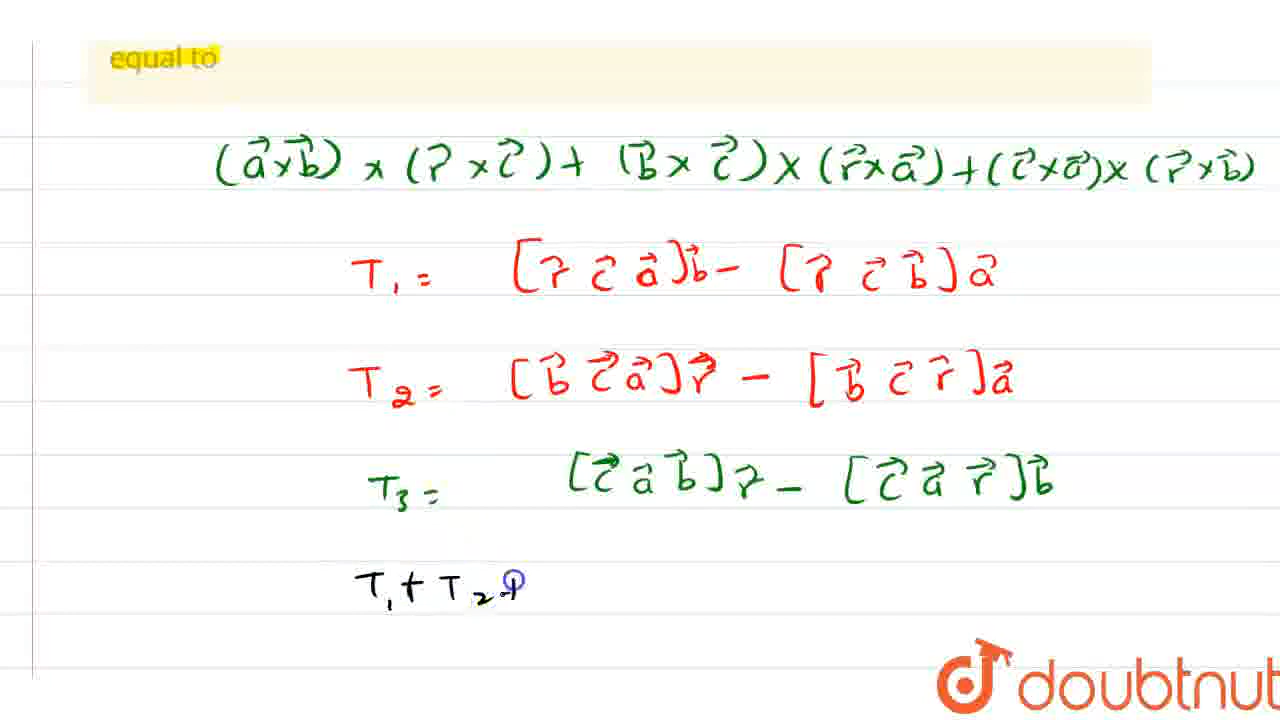 equal to
(a⃗×b⃗) × (r⃗ × c⃗) + (b⃗ × c⃗) × (r⃗×a⃗) + (c⃗×a⃗) × (r⃗×b⃗)
T₁ = [r⃗ c⃗ a⃗]b⃗ − [r⃗ c⃗ b⃗]a⃗
T₂ = [b⃗ c⃗ a⃗]r⃗ − [b⃗ c⃗ r⃗]a⃗
T₃ = [c⃗ a⃗ b⃗]r⃗ − [c⃗ a⃗ r⃗]b⃗
T₁ + T₂ +
doubtnut